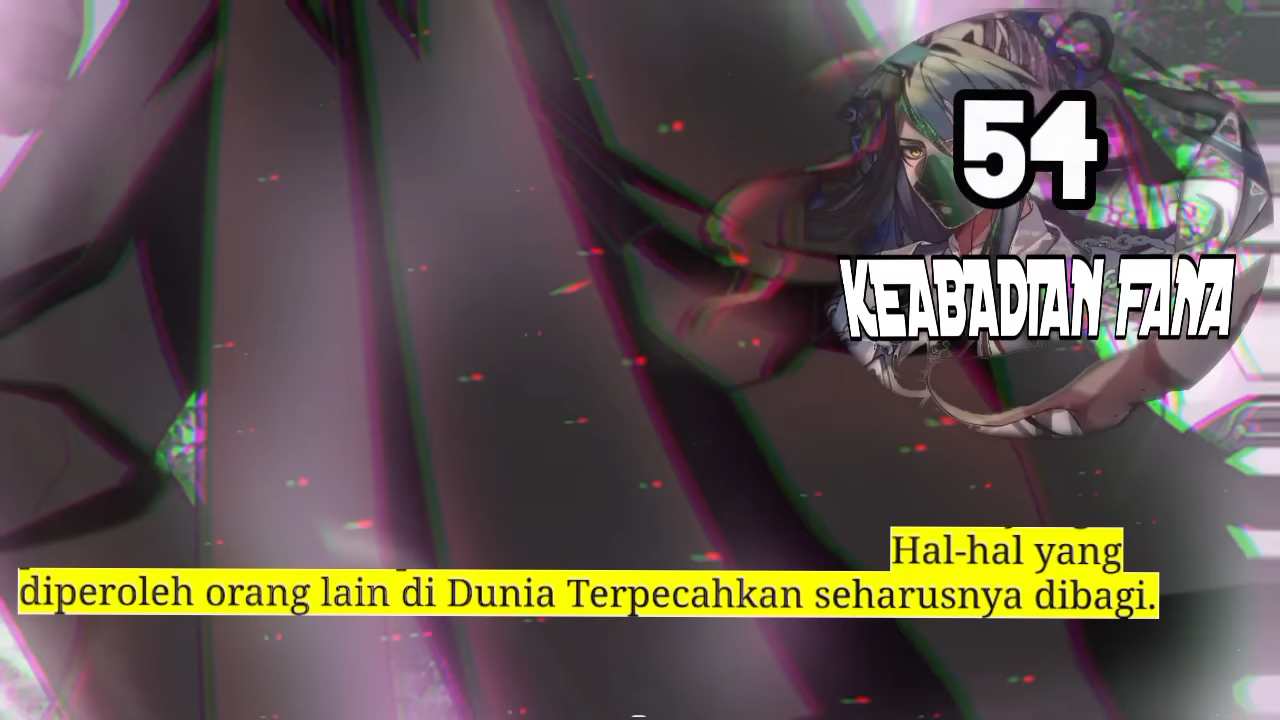 54
KEABADIAN FANA
Hal-hal yang
diperoleh orang lain di Dunia Terpecahkan seharusnya dibagi.